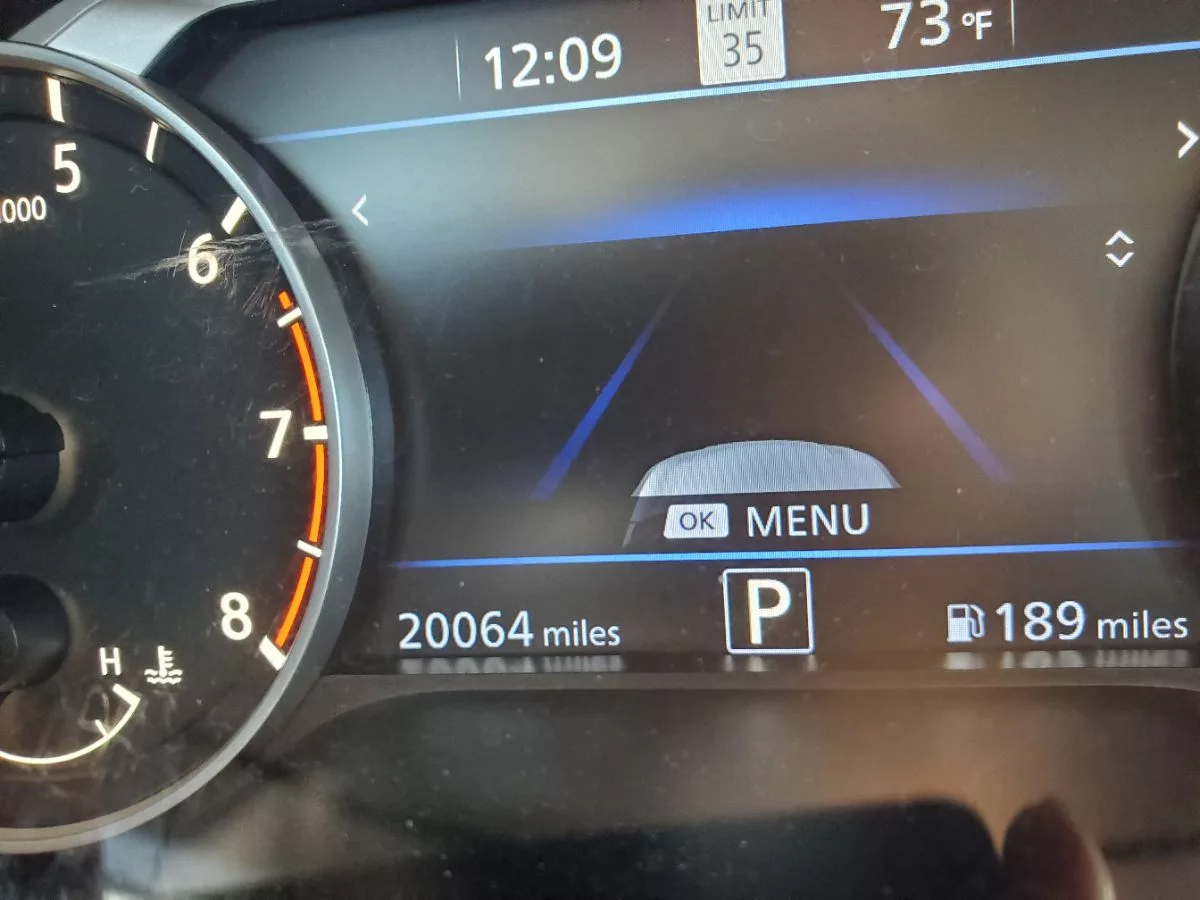 LIMIT
35
12:09
73 °F
5
000
6
7
8
H
OK MENU
20064 miles
P
189 miles